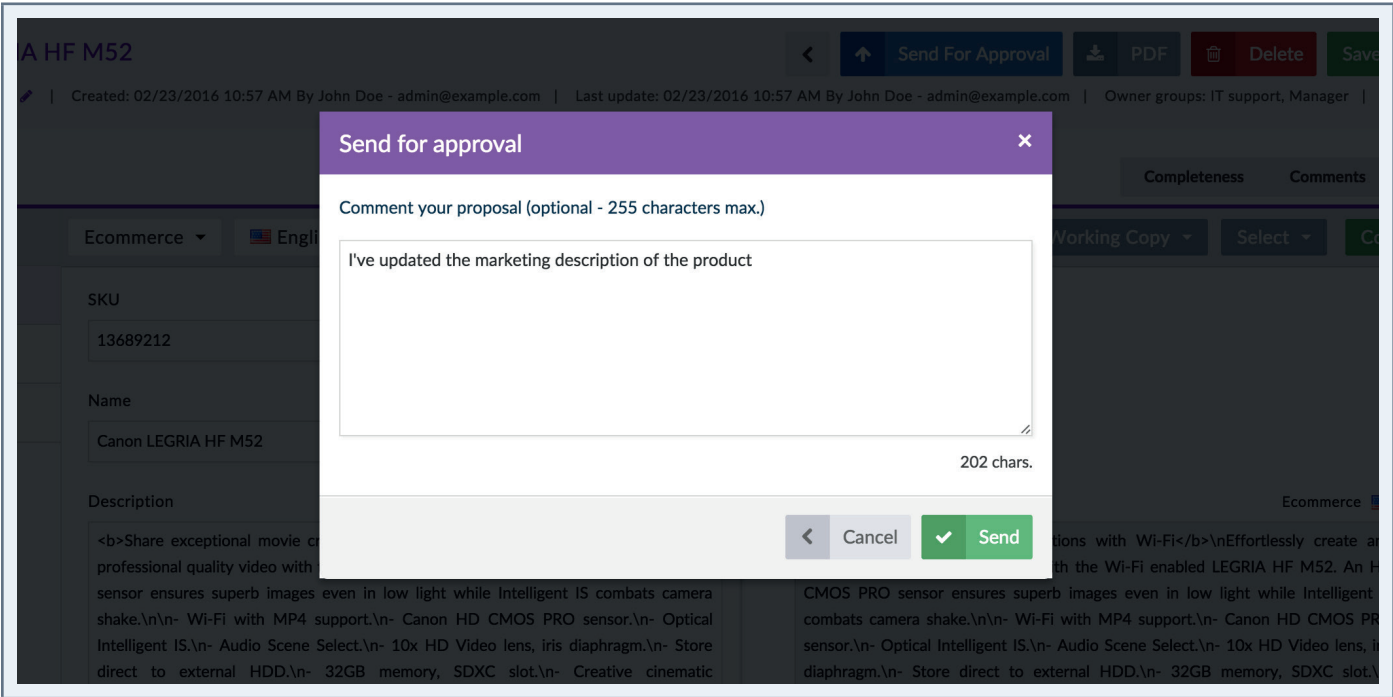 IA HF M52
Send For Approval
PDF
Delete
Save
| Created: 02/23/2016 10:57 AM By John Doe - admin@example.com | Last update: 02/23/2016 10:57 AM By John Doe - admin@example.com | Owner groups: IT support, Manager |
Send for approval
×
Completeness
Comments
Comment your proposal (optional - 255 characters max.)
Ecommerce
Engli
Working Copy
Select
Co
I've updated the marketing description of the product
SKU
13689212
Name
Canon LEGRIA HF M52
202 chars.
Description
Ecommerce
Cancel
Send
<b>Share exceptional movie cr
professional quality video with
sensor ensures superb images even in low light while Intelligent IS combats camera
shake.\n\n- Wi-Fi with MP4 support.\n- Canon HD CMOS PRO sensor.\n- Optical
Intelligent IS.\n- Audio Scene Select.\n- 10x HD Video lens, iris diaphragm.\n- Store
direct to external HDD.\n- 32GB memory, SDXC slot.\n- Creative cinematic
tions with Wi-Fi</b>\nEffortlessly create an
th the Wi-Fi enabled LEGRIA HF M52. An H
CMOS PRO sensor ensures superb images even in low light while Intelligent
combats camera shake.\n\n- Wi-Fi with MP4 support.\n- Canon HD CMOS PR
sensor.\n- Optical Intelligent IS.\n- Audio Scene Select.\n- 10x HD Video lens, i
diaphragm.\n- Store direct to external HDD.\n- 32GB memory, SDXC slot.\